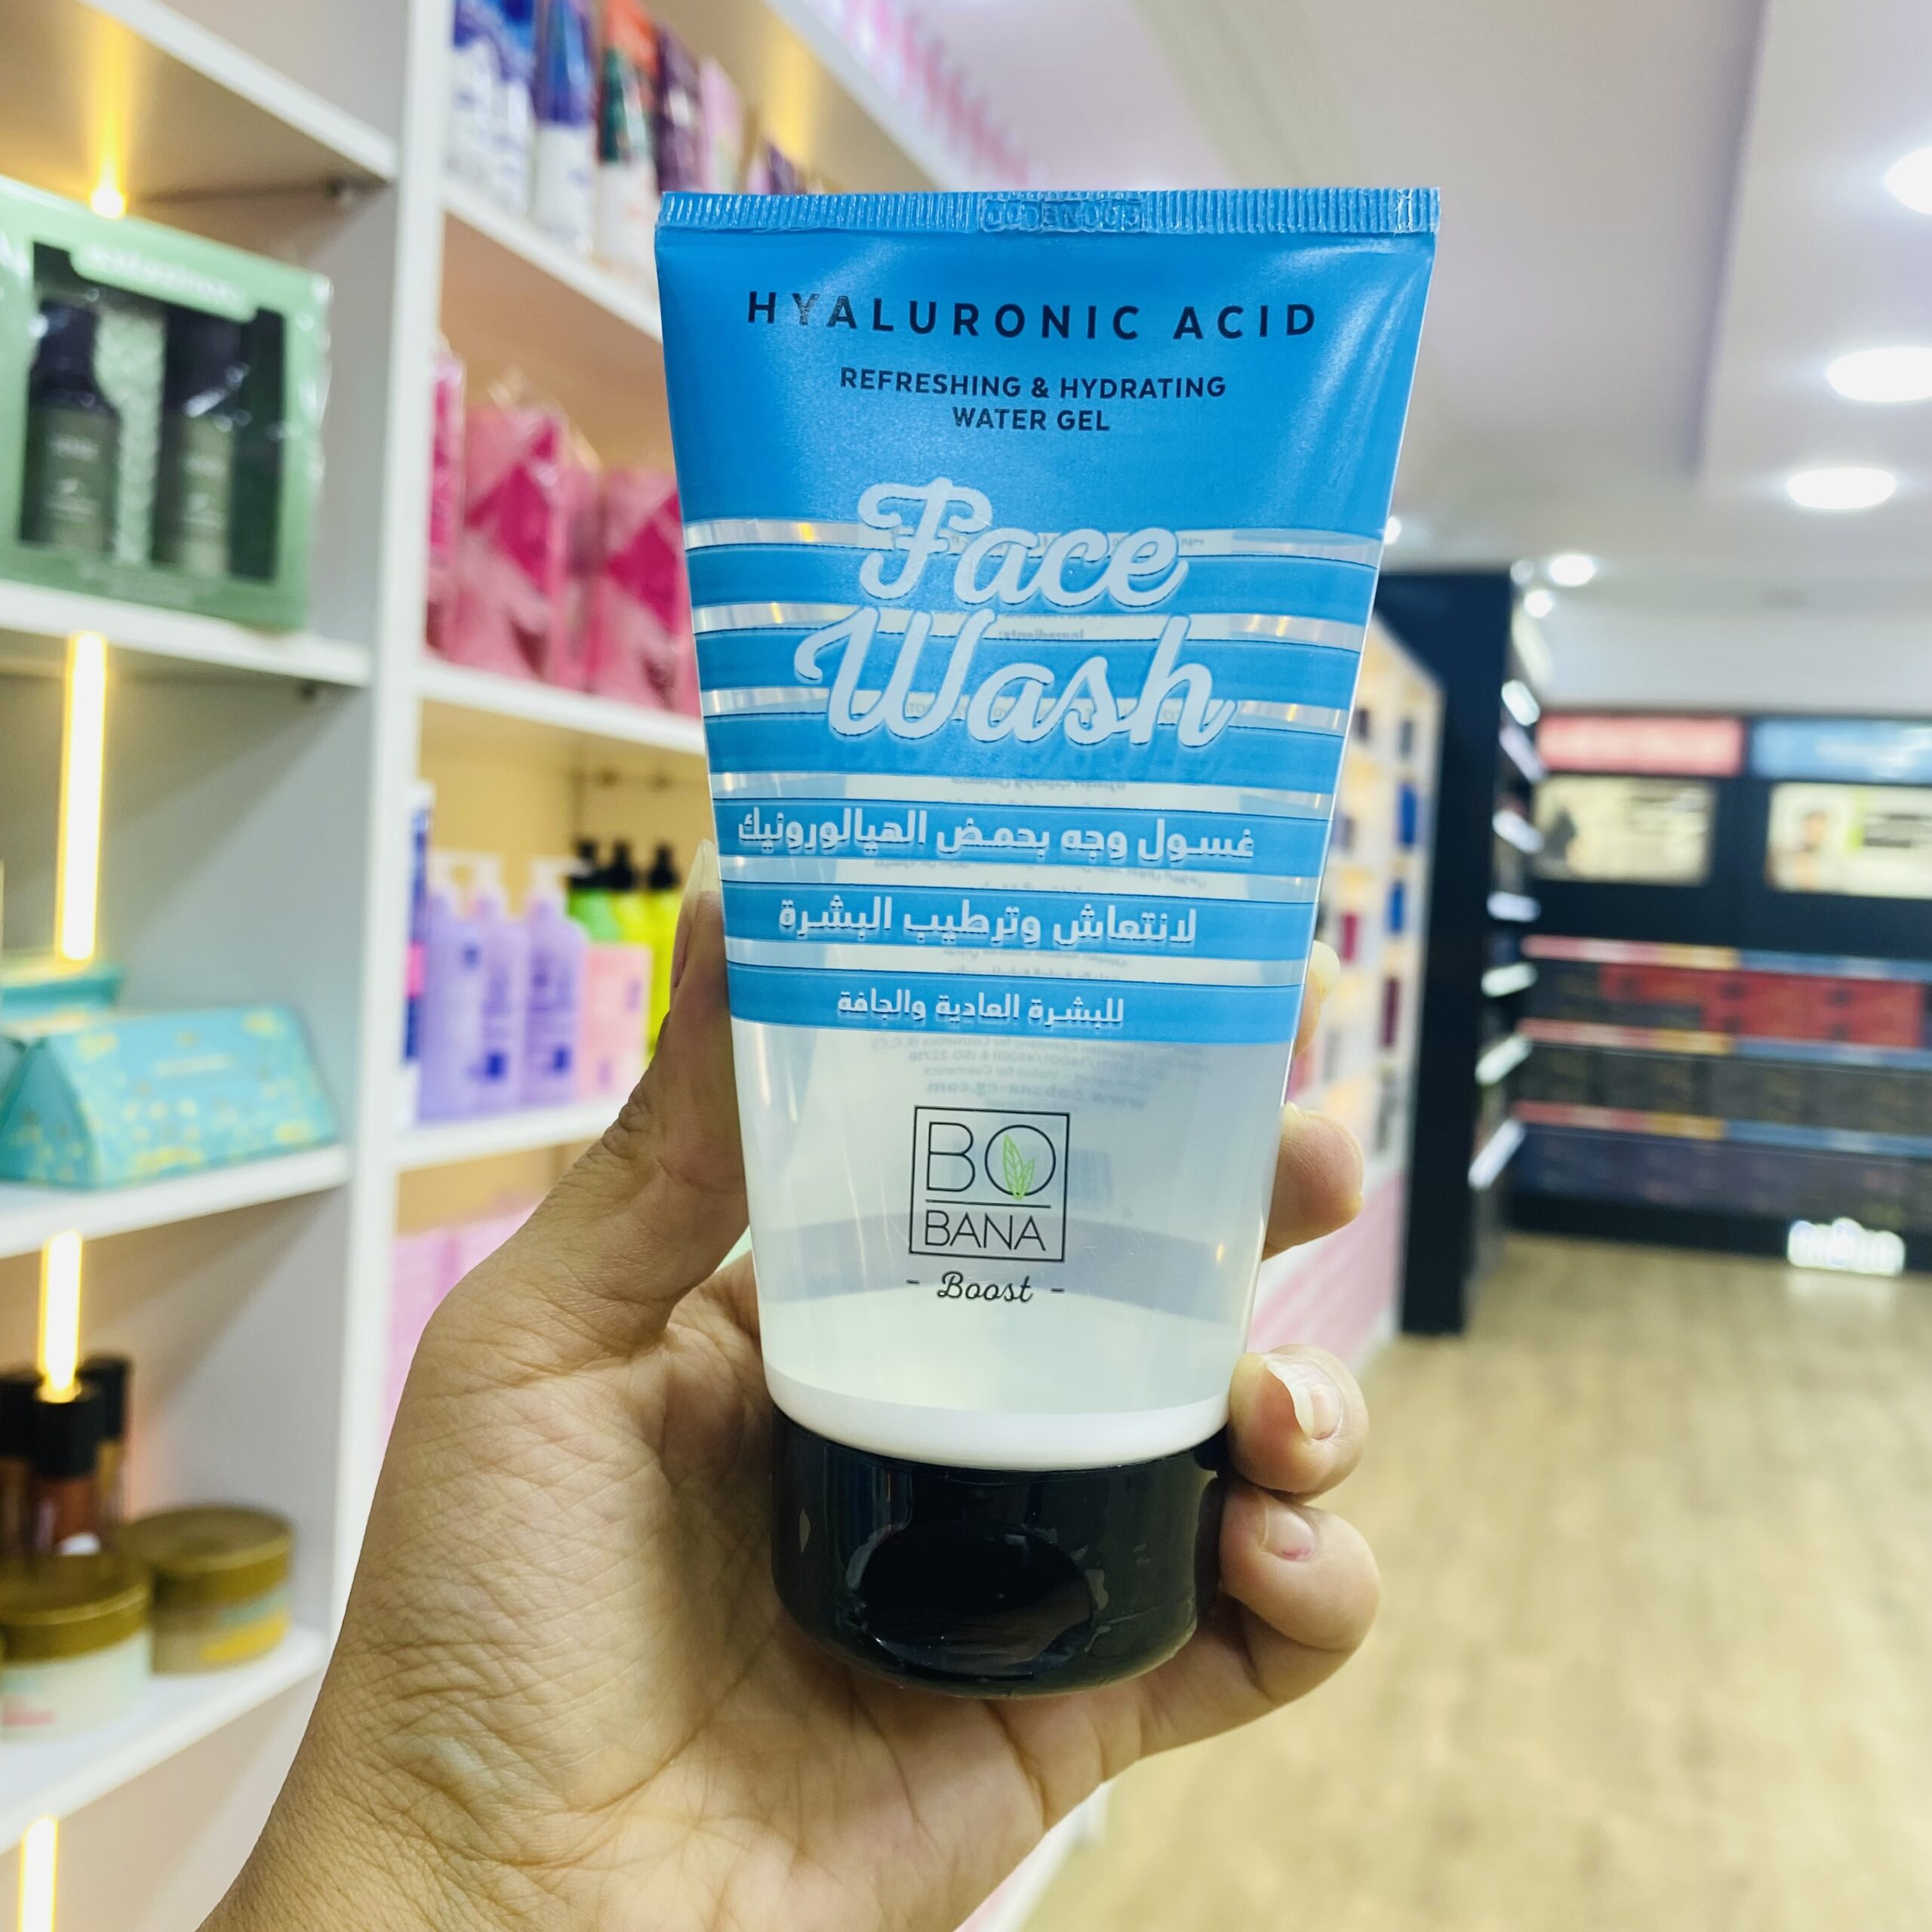 HYALURONIC ACID
REFRESHING & HYDRATING
WATER GEL
Face
Wash
غسول وجه بحمض الهيالورونيك
لانتعاش وترطيب البشرة
للبشرة العادية والجافة
BO
BANA
- Boost -